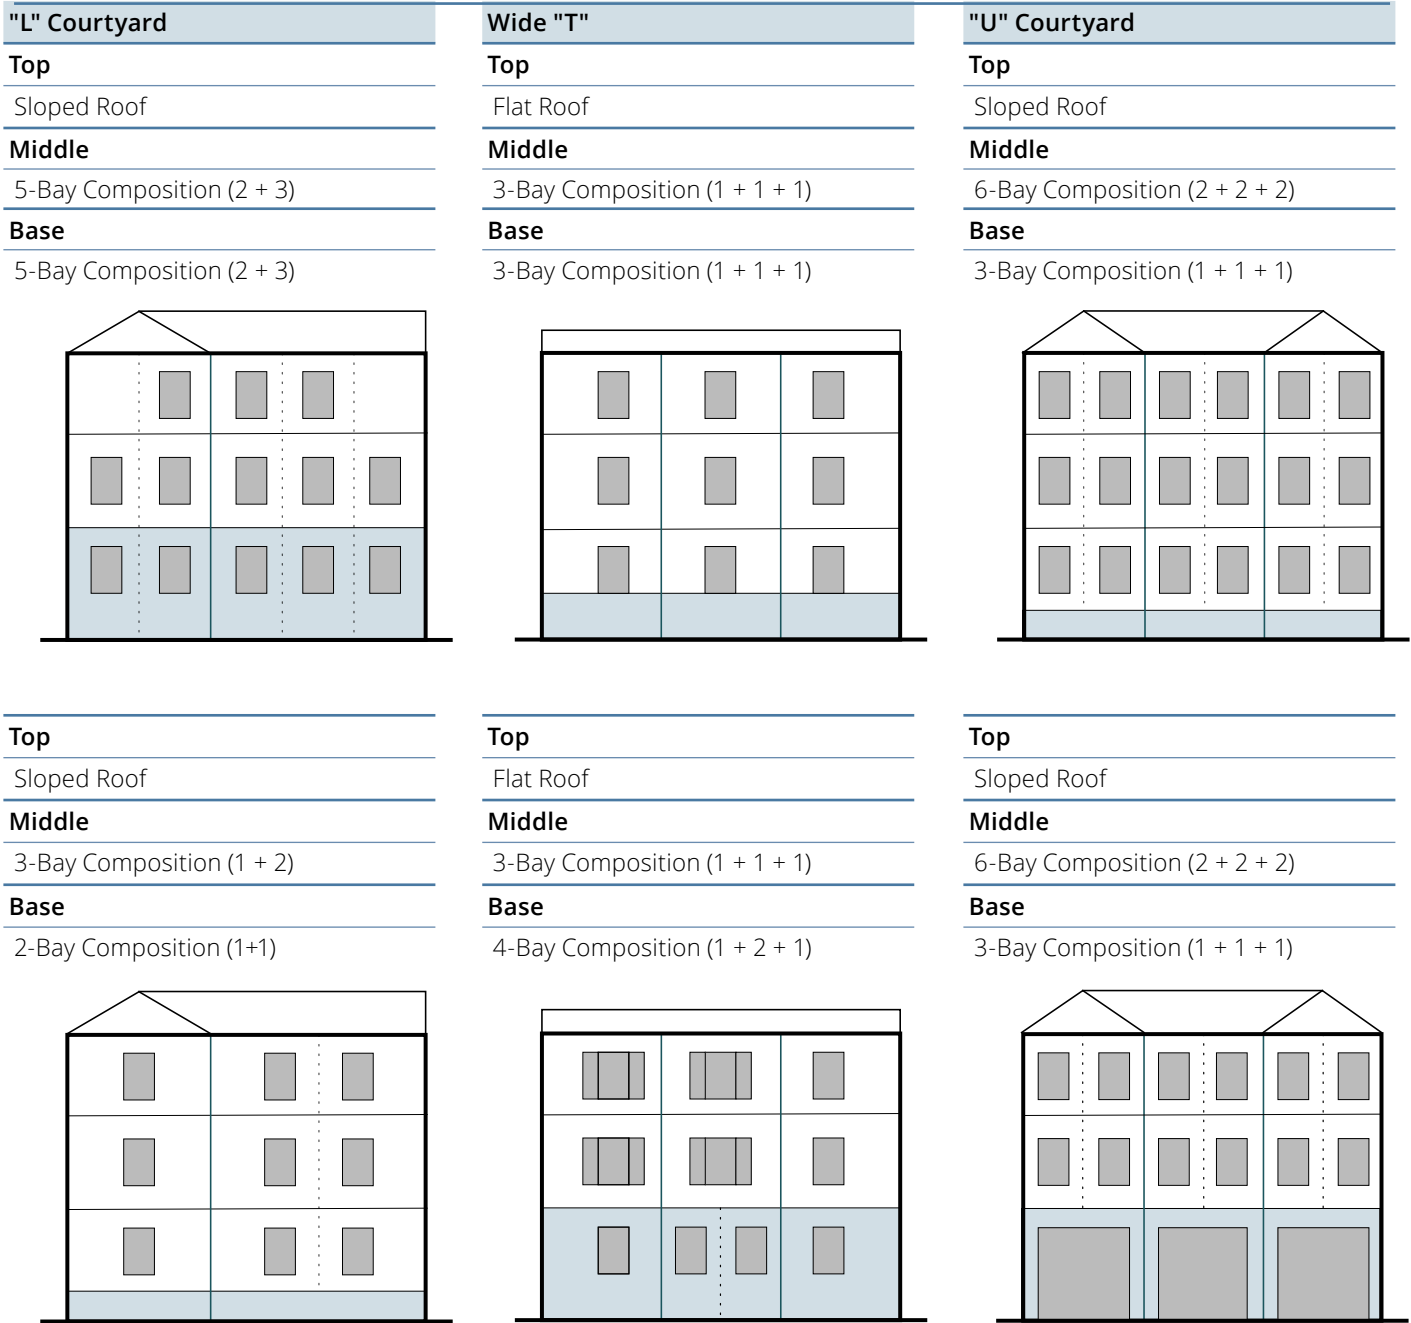 "L" Courtyard
Top
Sloped Roof
Middle
5-Bay Composition (2 + 3)
Base
5-Bay Composition (2 + 3)
Wide "T"
Top
Flat Roof
Middle
3-Bay Composition (1 + 1 + 1)
Base
3-Bay Composition (1 + 1 + 1)
"U" Courtyard
Top
Sloped Roof
Middle
6-Bay Composition (2 + 2 + 2)
Base
3-Bay Composition (1 + 1 + 1)
Top
Sloped Roof
Middle
3-Bay Composition (1 + 2)
Base
2-Bay Composition (1+1)
Top
Flat Roof
Middle
3-Bay Composition (1 + 1 + 1)
Base
4-Bay Composition (1 + 2 + 1)
Top
Sloped Roof
Middle
6-Bay Composition (2 + 2 + 2)
Base
3-Bay Composition (1 + 1 + 1)